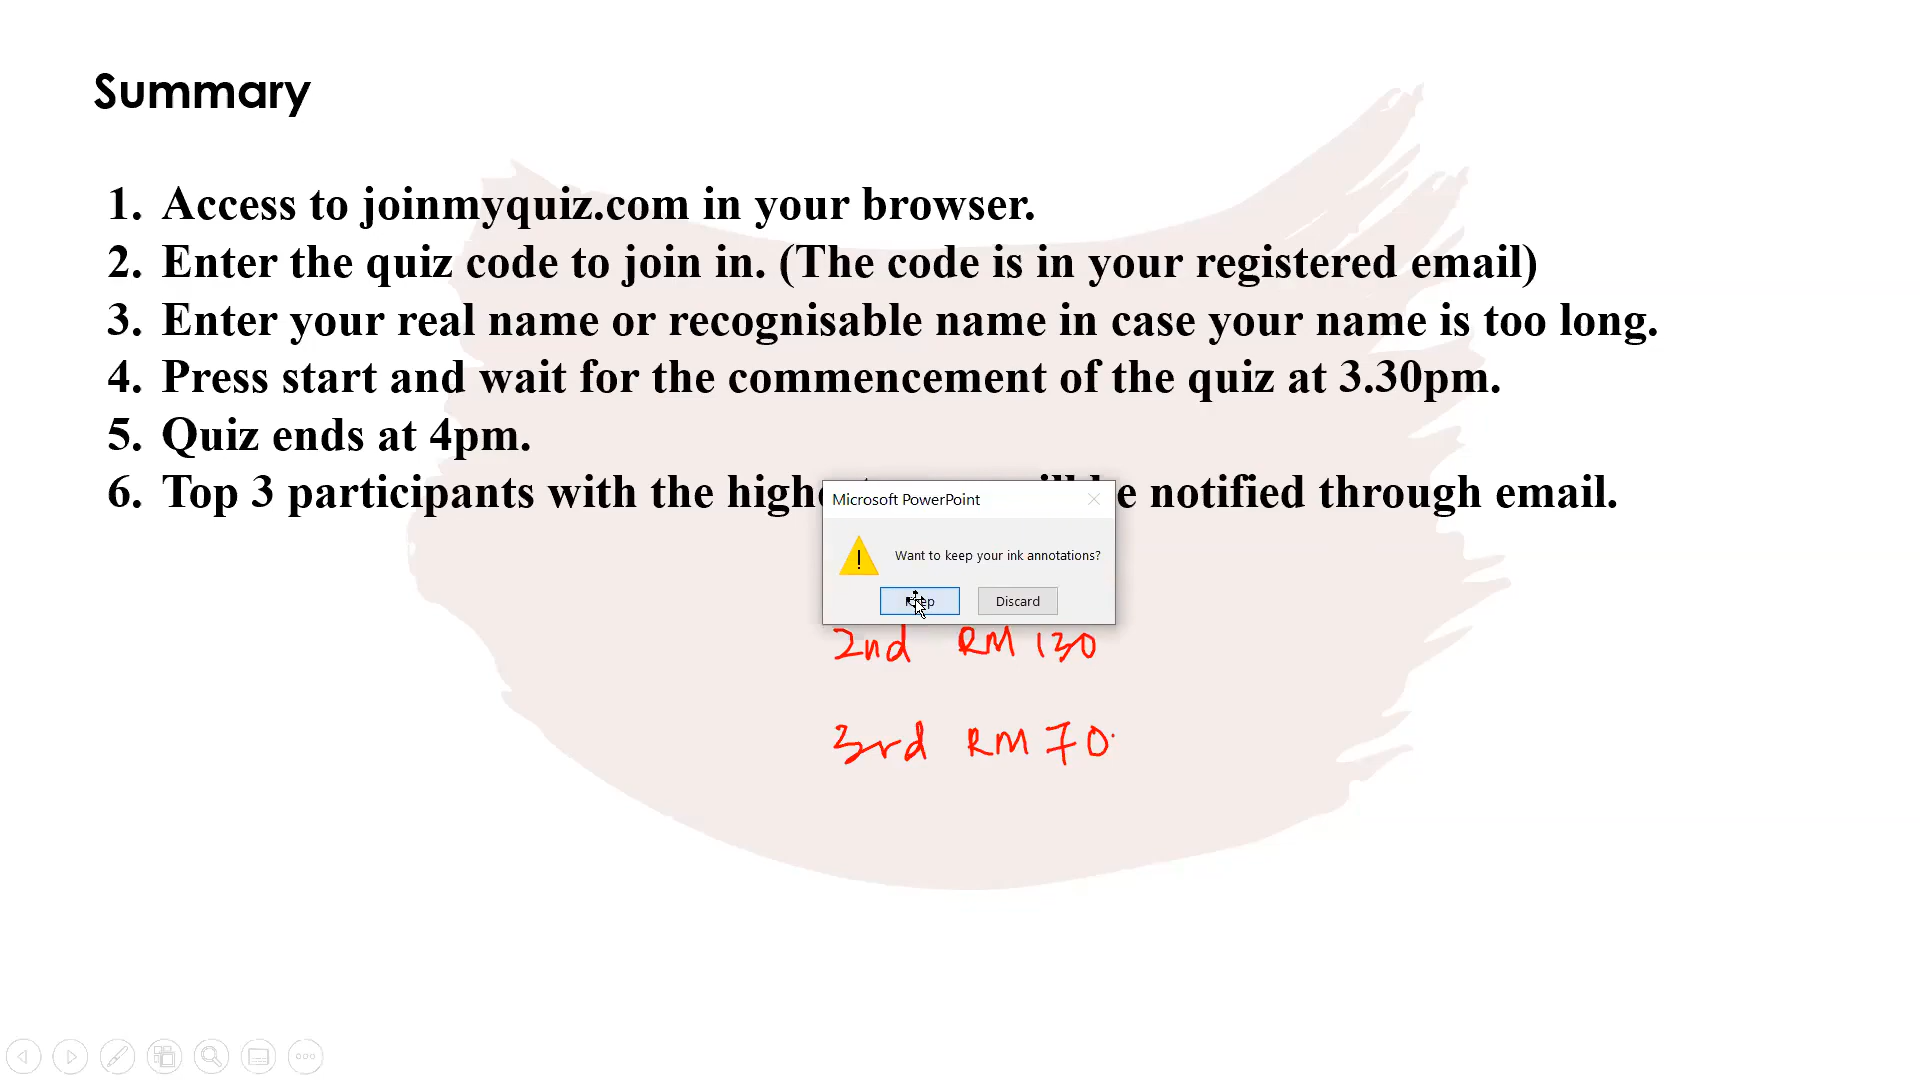 Summary
1. Access to joinmyquiz.com in your browser.
2. Enter the quiz code to join in. (The code is in your registered email)
3. Enter your real name or recognisable name in case your name is too long.
4. Press start and wait for the commencement of the quiz at 3.30pm.
5. Quiz ends at 4pm.
6. Top 3 participants with the be notified through email.
Microsoft PowerPoint
Want to keep your ink annotations?
Discard
2nd RM 130
3rd RM 70